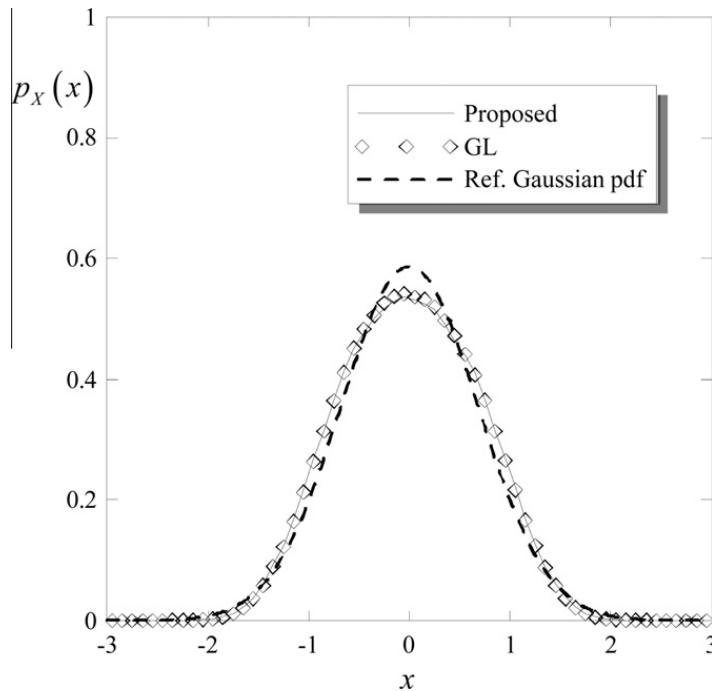 1
p_X(x)
0.8
0.6
0.4
0.2
0
Proposed
GL
Ref. Gaussian pdf
-3 -2 -1 0 1 2 3
x